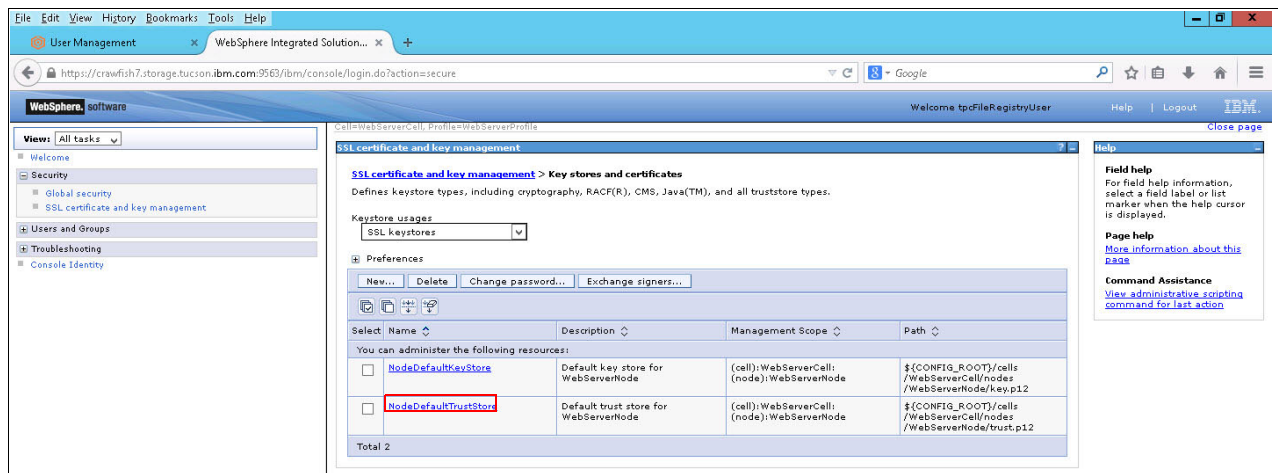 File Edit View History Bookmarks Tools Help
User Management
WebSphere Integrated Solution...
https://crawfish7.storage.tucson.ibm.com:9563/ibm/console/login.do?action=secure
Google
WebSphere. software
Welcome tpcFileRegistryUser
Help | Logout
IBM.
View: All tasks
Welcome
Security
Global security
SSL certificate and key management
Users and Groups
Troubleshooting
Console Identity
Cell=WebServerCell, Profile=WebServerProfile
Close page
SSL certificate and key management
SSL certificate and key management > Key stores and certificates
Defines keystore types, including cryptography, RACF(R), CMS, Java(TM), and all truststore types.
Keystore usages
SSL keystores
Preferences
New... Delete Change password... Exchange signers...
Select Name Description Management Scope Path
You can administer the following resources:
NodeDefaultKeyStore
Default key store for
WebServerNode
(cell):WebServerCell:
(node):WebServerNode
${CONFIG_ROOT}/cells
/WebServerCell/nodes
/WebServerNode/key.p12
NodeDefaultTrustStore
Default trust store for
WebServerNode
(cell):WebServerCell:
(node):WebServerNode
${CONFIG_ROOT}/cells
/WebServerCell/nodes
/WebServerNode/trust.p12
Total 2
Help
Field help
For field help information,
select a field label or list
marker when the help cursor
is displayed.
Page help
More information about this
page
Command Assistance
View administrative scripting
command for last action